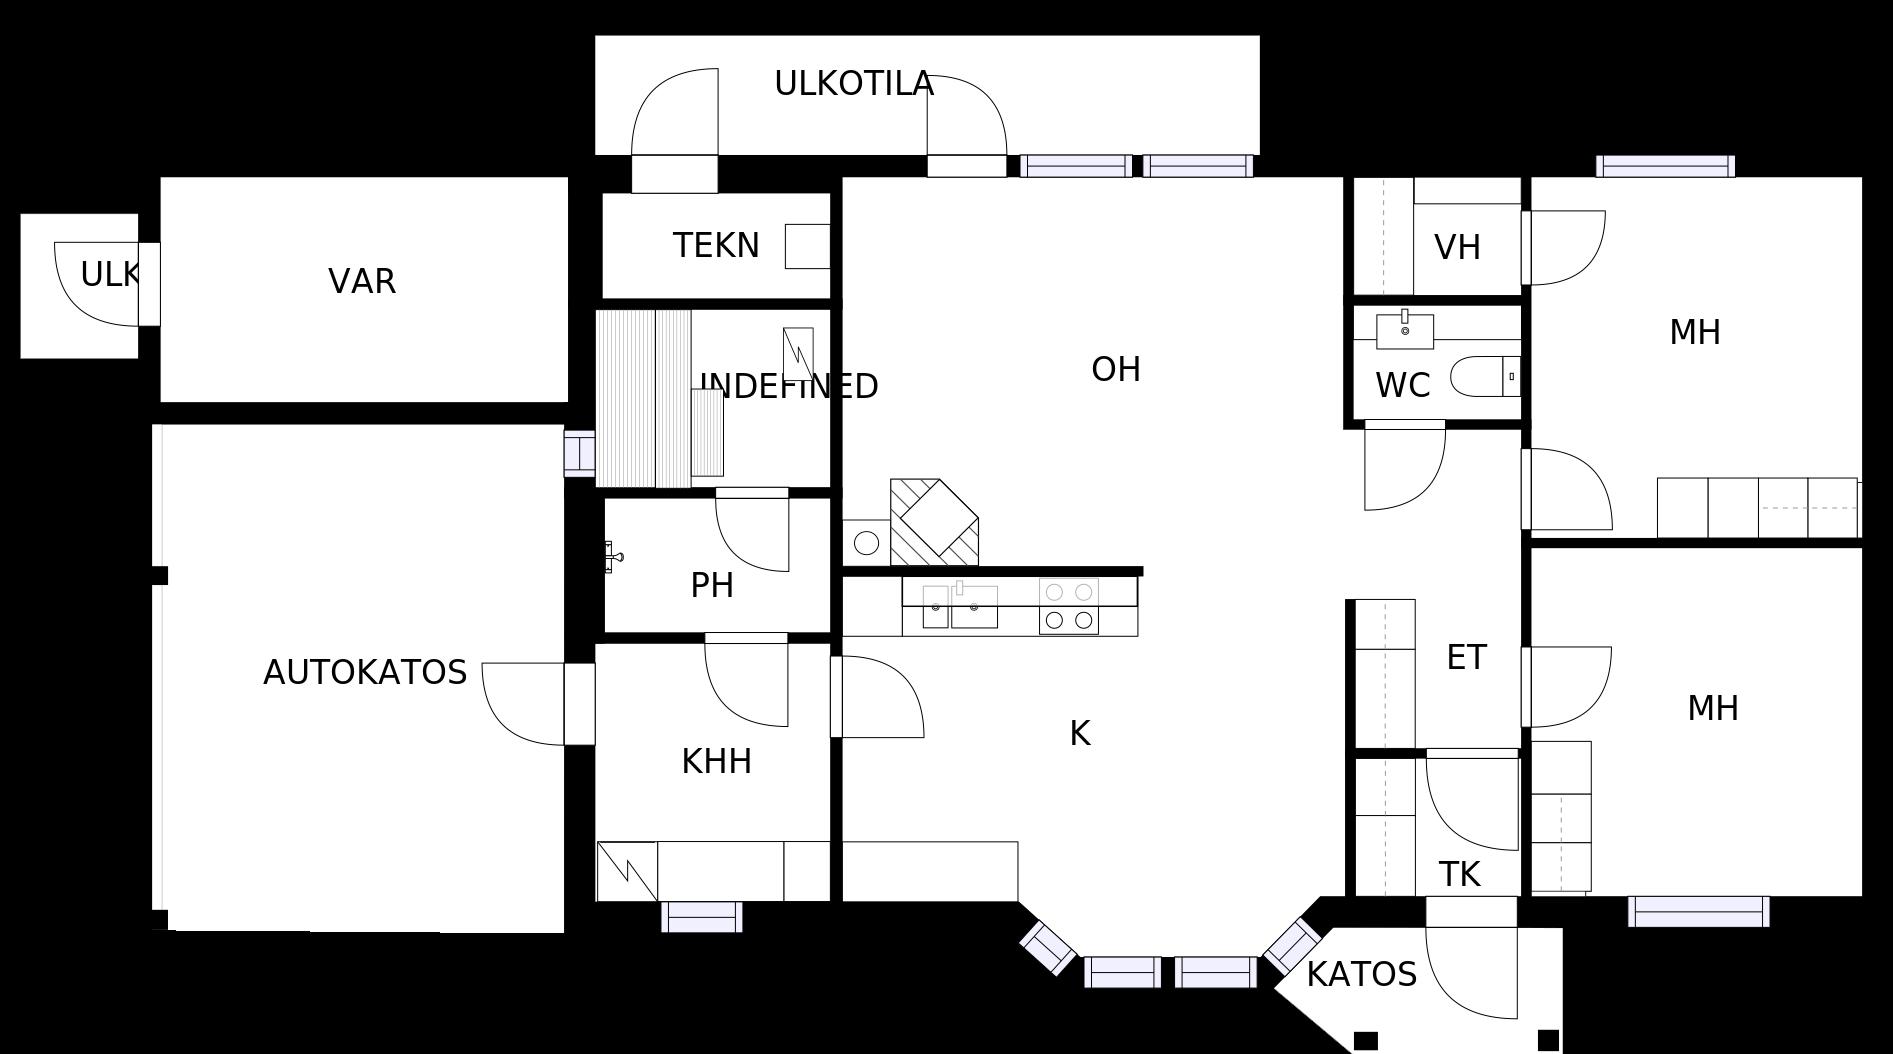 ULKOTILA
TEKN
VH
ULK
VAR
MH
OH
INDEFINED
WC
PH
ET
AUTOKATOS
MH
K
KHH
TK
KATOS